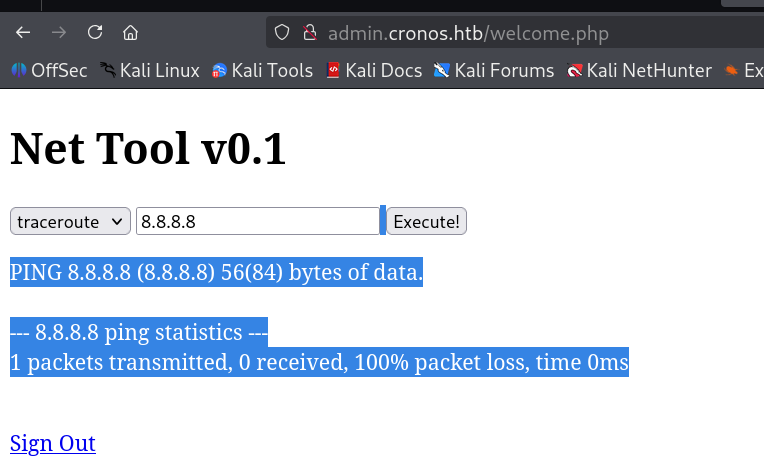 admin.cronos.htb/welcome.php
OffSec Kali Linux Kali Tools Kali Docs Kali Forums Kali NetHunter Ex
Net Tool v0.1
traceroute 8.8.8.8 Execute!
PING 8.8.8.8 (8.8.8.8) 56(84) bytes of data.
--- 8.8.8.8 ping statistics ---
1 packets transmitted, 0 received, 100% packet loss, time 0ms
Sign Out